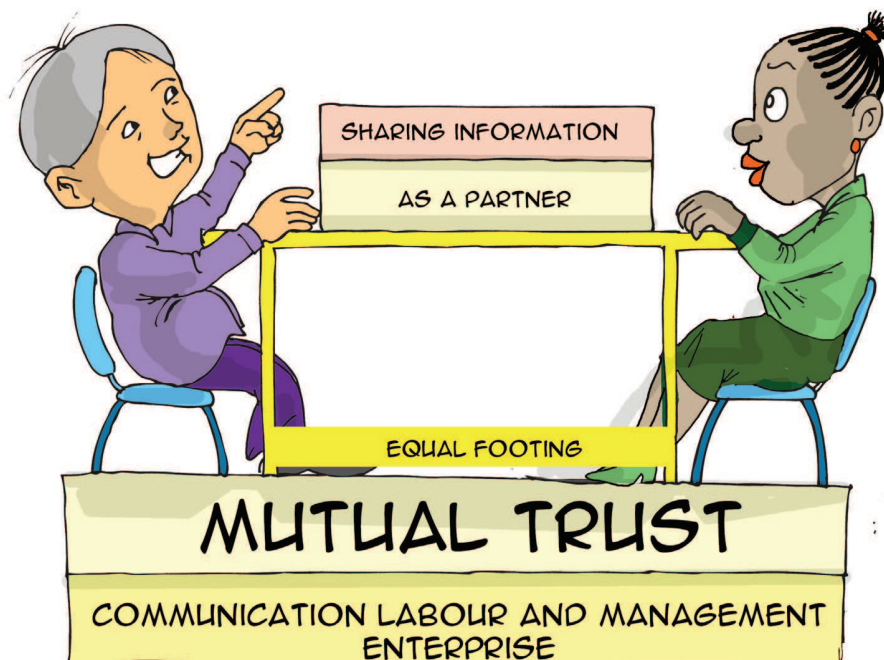 SHARING INFORMATION
AS A PARTNER
EQUAL FOOTING
MUTUAL TRUST
COMMUNICATION LABOUR AND MANAGEMENT
ENTERPRISE